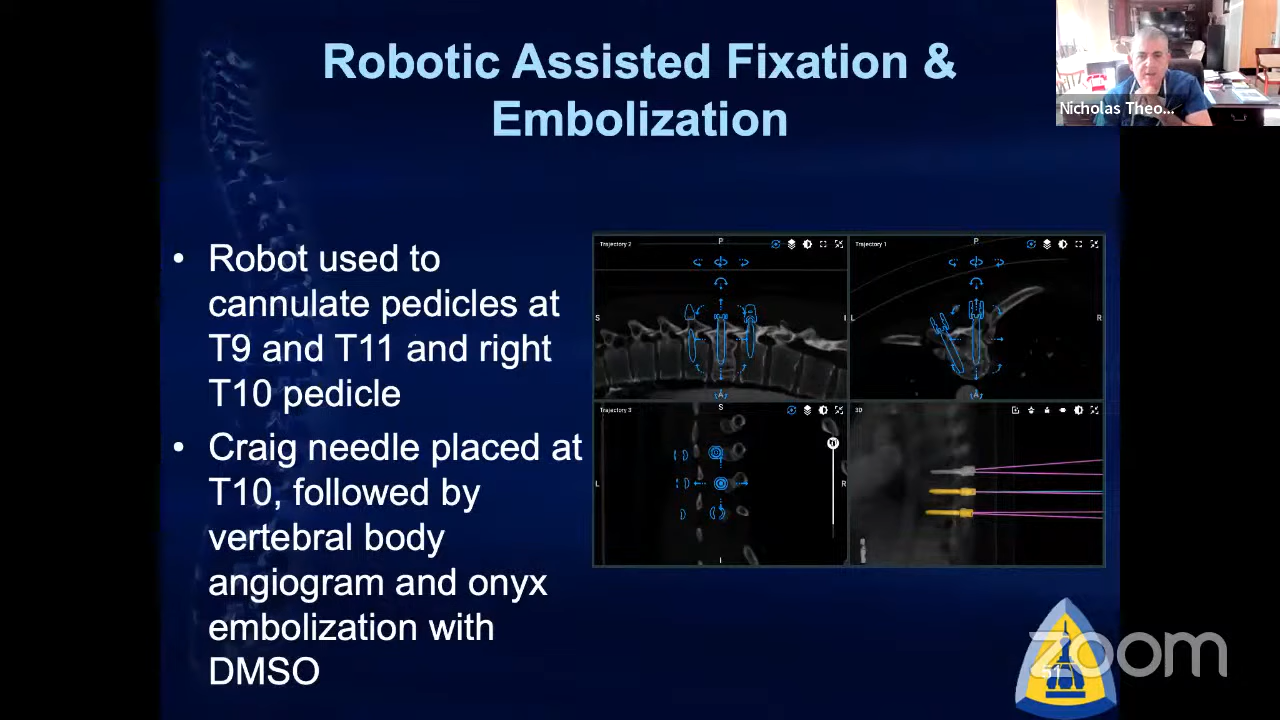 Robotic Assisted Fixation &
Embolization
Nicholas Theo...
• Robot used to
cannulate pedicles at
T9 and T11 and right
T10 pedicle
• Craig needle placed at
T10, followed by
vertebral body
angiogram and onyx
embolization with
DMSO
Trajectory 2
P
S
A
Trajectory 1
P
L
R
A
Trajectory 3
S
L
R
I
3D
zoom
51